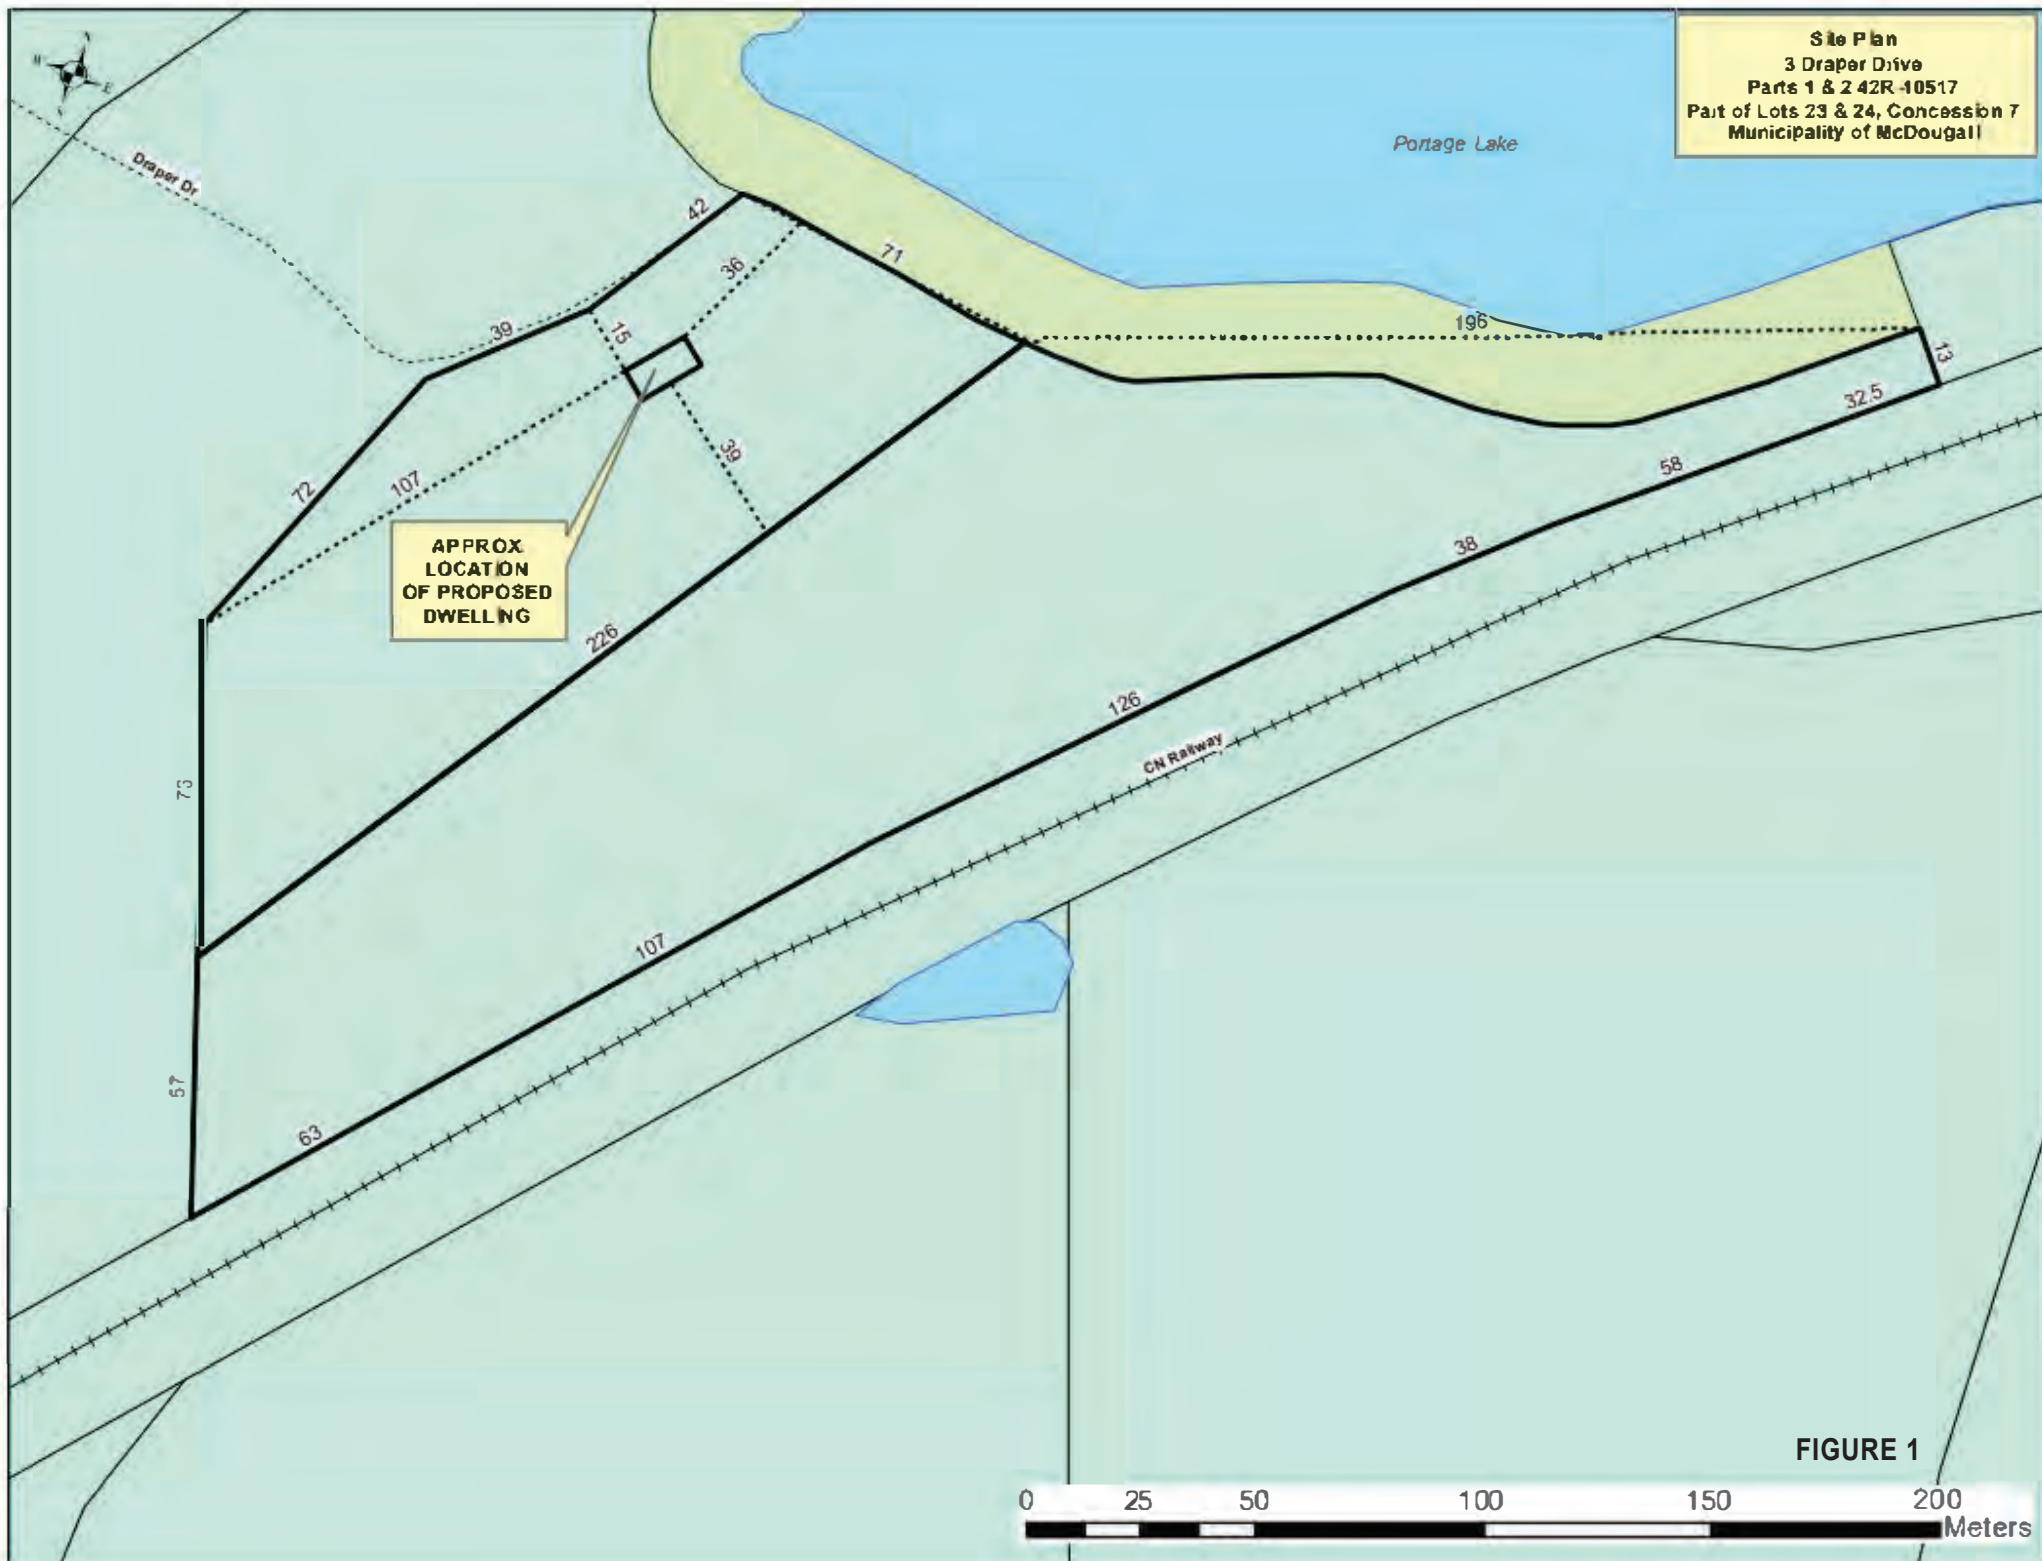 Site Plan
3 Draper Drive
Parts 1 & 2 42R-10517
Part of Lots 23 & 24, Concession 7
Municipality of McDougall
N
W
E
S
Draper Dr
Portage Lake
42
36
71
39
15
196
13
32.5
72
107
39
58
38
APPROX
LOCATION
OF PROPOSED
DWELLING
226
126
CN Railway
73
107
57
63
FIGURE 1
0 25 50 100 150 200
Meters